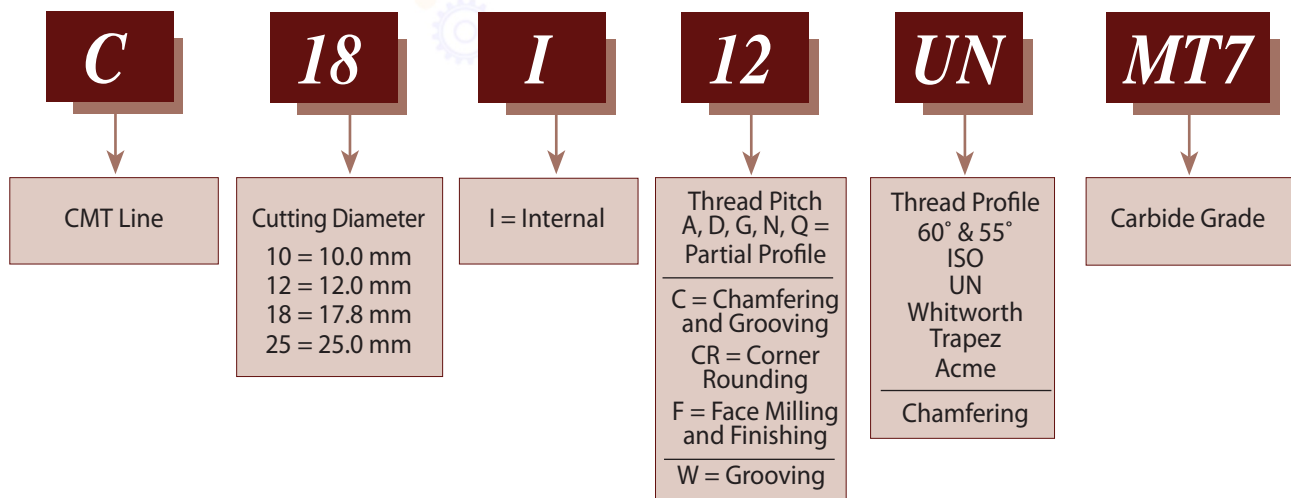 C
18
I
12
UN
MT7
CMT Line
Cutting Diameter
10 = 10.0 mm
12 = 12.0 mm
18 = 17.8 mm
25 = 25.0 mm
I = Internal
Thread Pitch
A, D, G, N, Q =
Partial Profile
C = Chamfering
and Grooving
CR = Corner
Rounding
F = Face Milling
and Finishing
W = Grooving
Thread Profile
60° & 55°
ISO
UN
Whitworth
Trapez
Acme
Chamfering
Carbide Grade